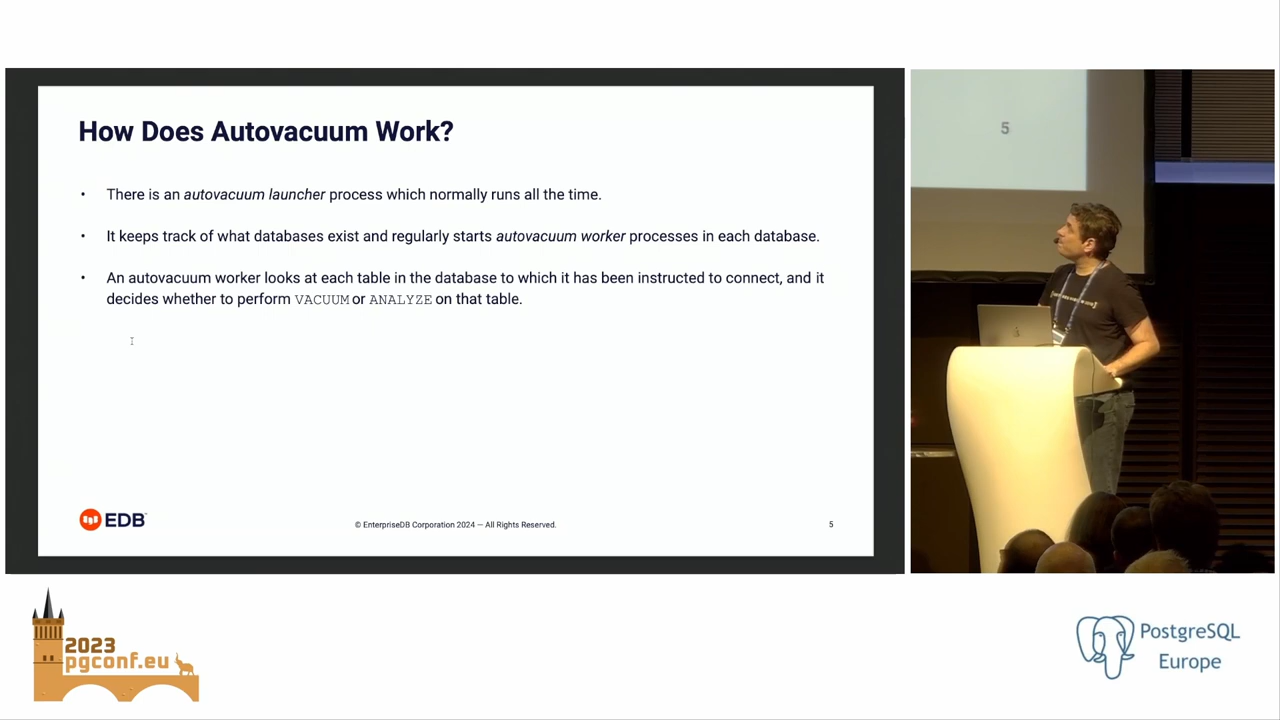 How Does Autovacuum Work?
• There is an autovacuum launcher process which normally runs all the time.
• It keeps track of what databases exist and regularly starts autovacuum worker processes in each database.
• An autovacuum worker looks at each table in the database to which it has been instructed to connect, and it
decides whether to perform VACUUM or ANALYZE on that table.
EDB
© EnterpriseDB Corporation 2024 — All Rights Reserved.
5
5
2023
pgconf.eu
PostgreSQL
Europe